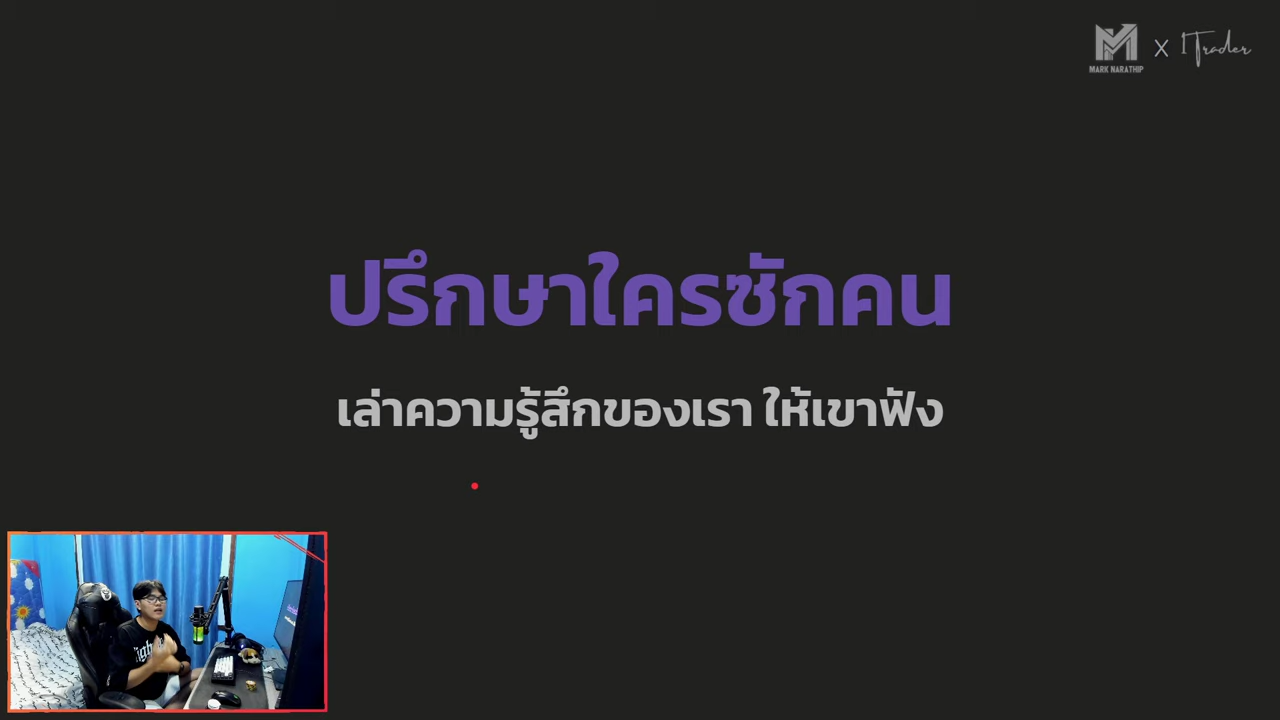 MARK NARATHIP
X
1Trader
ปรึกษาใครซักคน
เล่าความรู้สึกของเรา ให้เขาฟัง